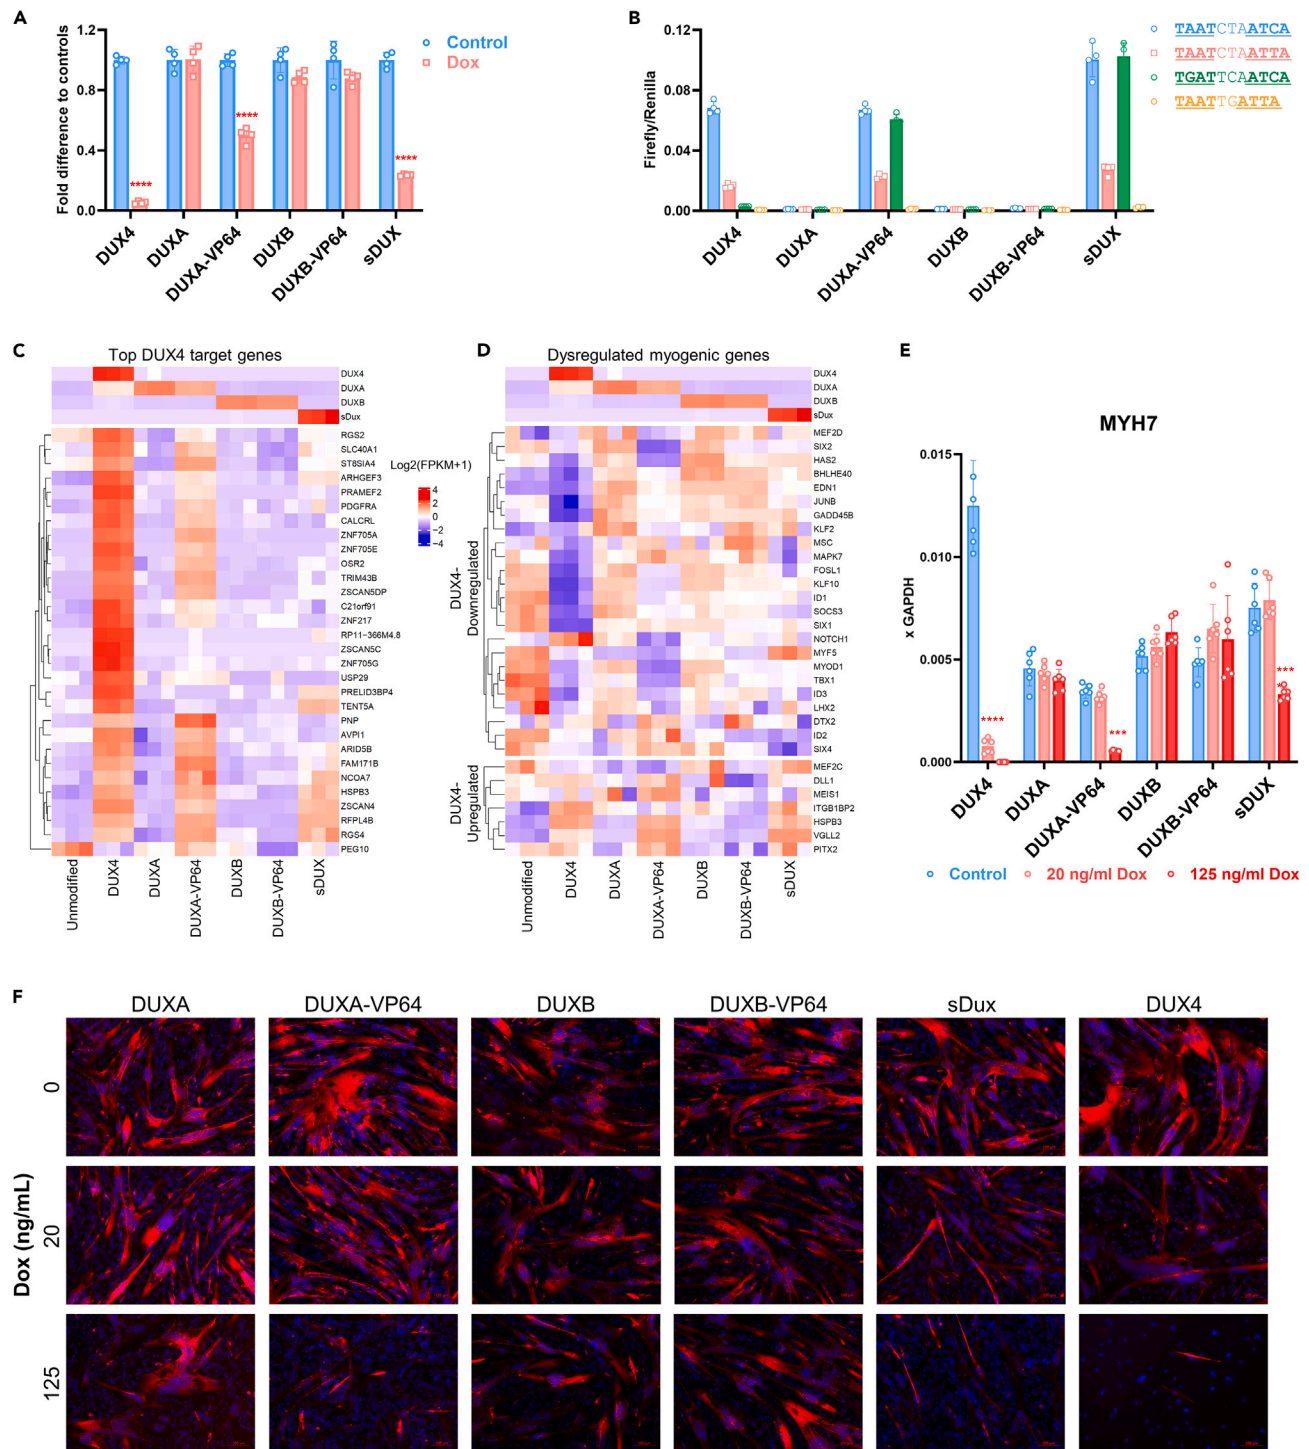 A
Fold difference to controls
1.2
0.8
0.4
0.0
Control
Dox
****
****
****
DUX4
DUXA
DUXA-VP64
DUXB
DUXB-VP64
sDUX
B
Firefly/Renilla
0.12
0.08
0.04
0.00
TAATCTAATCA
TAATCTAATTA
TGATTCAATCA
TAATTGATTA
DUX4
DUXA
DUXA-VP64
DUXB
DUXB-VP64
sDUX
C
Top DUX4 target genes
DUX4
DUXA
DUXB
sDux
RGS2
SLC40A1
ST8SIA4
ARHGEF3
PRAMEF2
PDGFRA
CALCRL
ZNF705A
ZNF705E
OSR2
TRIM43B
ZSCAN5DP
C21orf91
ZNF217
RP11-366M4.8
ZSCAN5C
ZNF705G
USP29
PRELID3BP4
TENT5A
PNP
AVPI1
ARID5B
FAM171B
NCOA7
HSPB3
ZSCAN4
RFPL4B
RGS4
PEG10
Unmodified
DUX4
DUXA
DUXA-VP64
DUXB
DUXB-VP64
sDUX
Log2(FPKM+1)
4
2
0
−2
−4
D
Dysregulated myogenic genes
DUX4
DUXA
DUXB
sDux
DUX4-
Downregulated
MEF2D
SIX2
HAS2
BHLHE40
EDN1
JUNB
GADD45B
KLF2
MSC
MAPK7
FOSL1
KLF10
ID1
SOCS3
SIX1
NOTCH1
MYF5
MYOD1
TBX1
ID3
LHX2
DTX2
ID2
SIX4
DUX4-
Upregulated
MEF2C
DLL1
MEIS1
ITGB1BP2
HSPB3
VGLL2
PITX2
Unmodified
DUX4
DUXA
DUXA-VP64
DUXB
DUXB-VP64
sDUX
E
MYH7
x GAPDH
0.015
0.010
0.005
0.000
****
***
***
DUX4
DUXA
DUXA-VP64
DUXB
DUXB-VP64
sDUX
Control
20 ng/ml Dox
125 ng/ml Dox
F
DUXA
DUXA-VP64
DUXB
DUXB-VP64
sDux
DUX4
Dox (ng/mL)
0
20
125